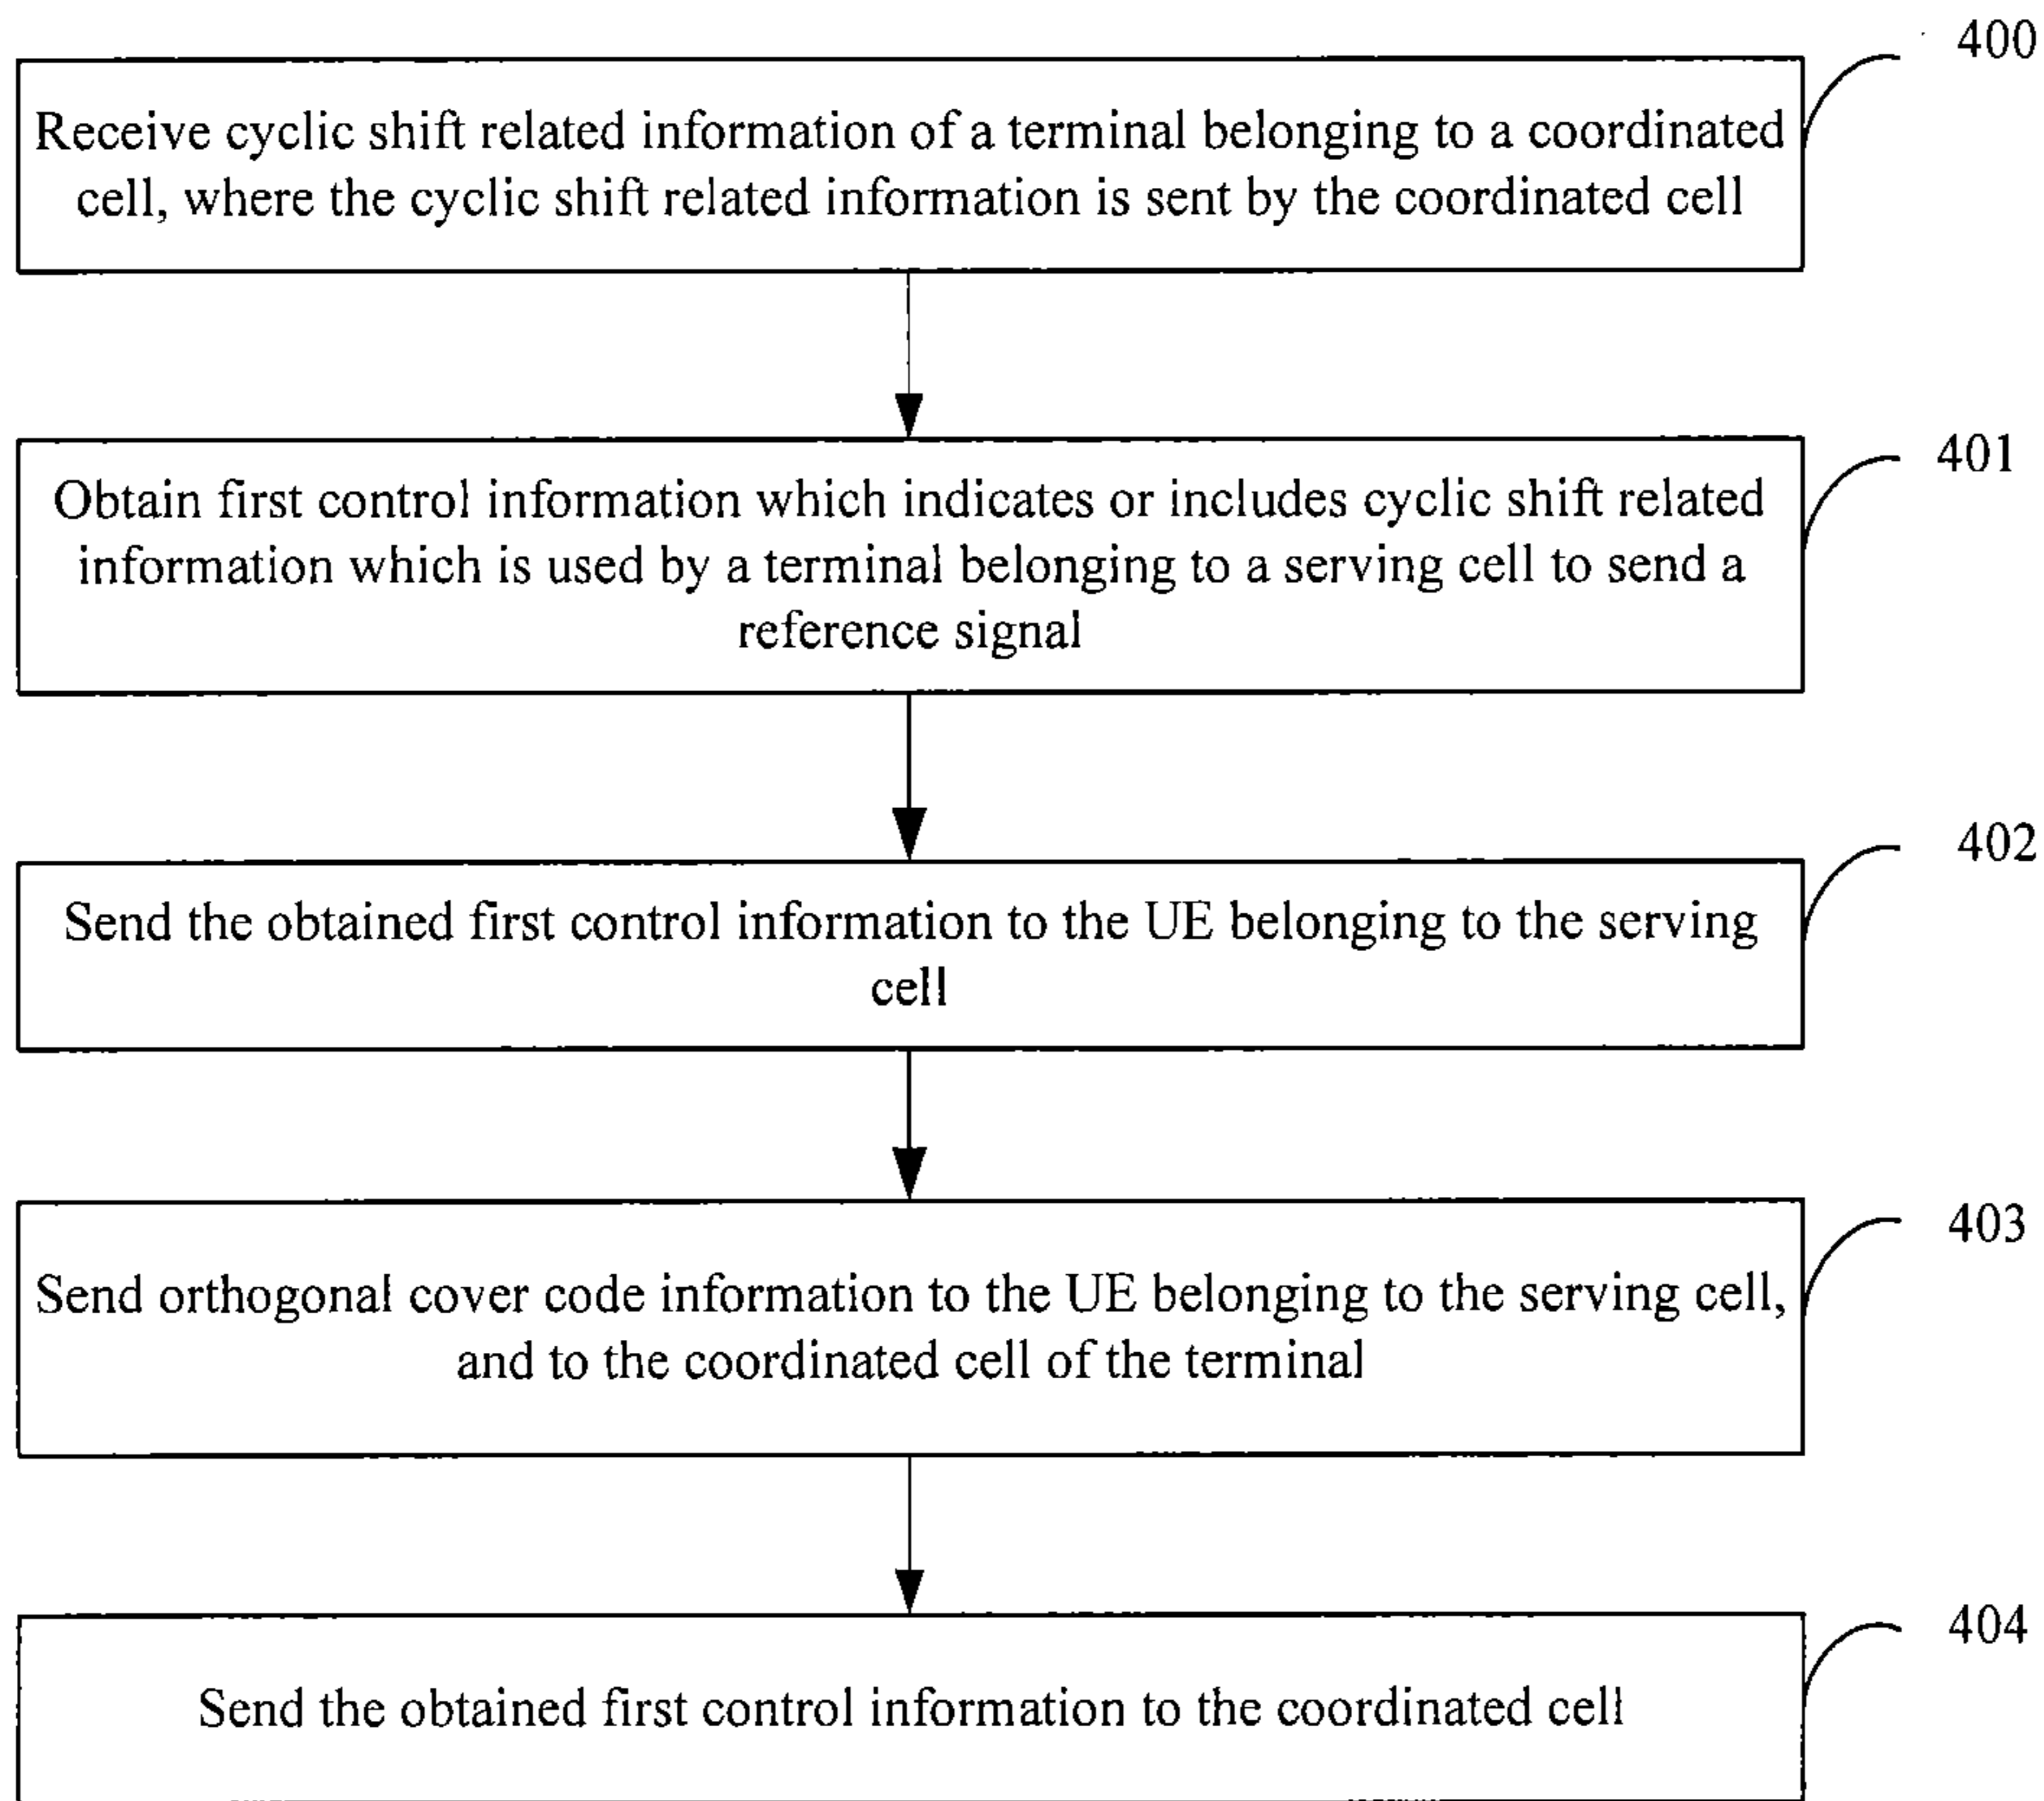 400
Receive cyclic shift related information of a terminal belonging to a coordinated
cell, where the cyclic shift related information is sent by the coordinated cell
401
Obtain first control information which indicates or includes cyclic shift related
information which is used by a terminal belonging to a serving cell to send a
reference signal
402
Send the obtained first control information to the UE belonging to the serving
cell
403
Send orthogonal cover code information to the UE belonging to the serving cell,
and to the coordinated cell of the terminal
404
Send the obtained first control information to the coordinated cell